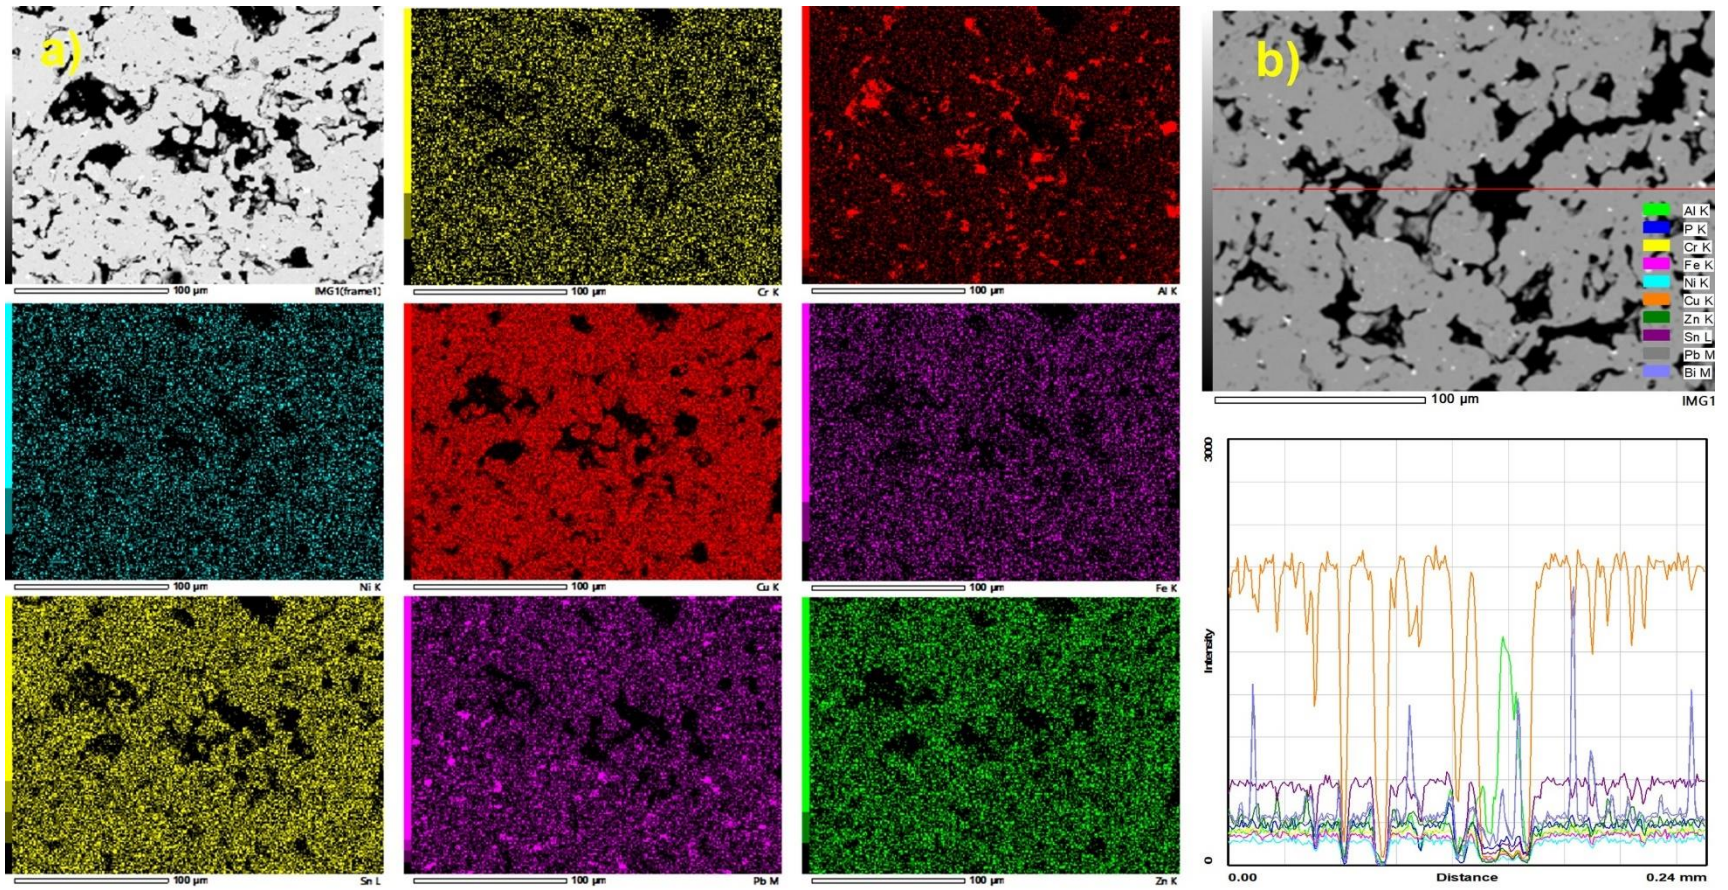 a)
100 µm
IMG1(frame1)
100 µm
Cr K
100 µm
Al K
100 µm
Ni K
100 µm
Cu K
100 µm
Fe K
100 µm
Sn L
100 µm
Pb M
100 µm
Zn K
b)
Al K
P K
Cr K
Fe K
Ni K
Cu K
Zn K
Sn L
Pb M
Bi M
100 µm
IMG1
3000
Intensity
0
0.00
Distance
0.24 mm